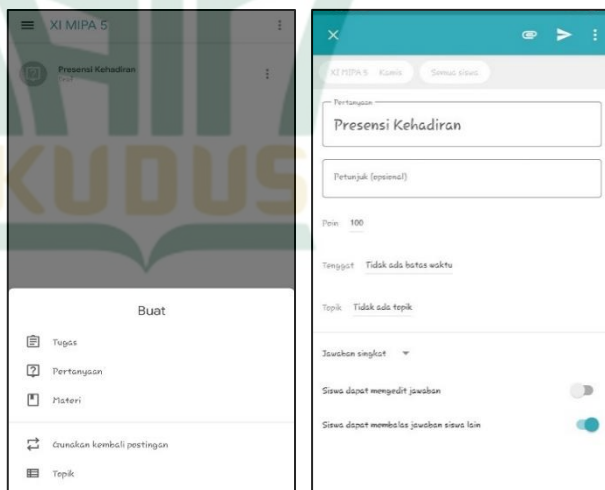 XI MIPA 5
Presensi Kehadiran
Buat
Tugas
Pertanyaan
Materi
Gunakan kembali postingan
Topik
XI MIPA 5 Kamis
Semua siswa
Pertanyaan
Presensi Kehadiran
Petunjuk (opsional)
Poin 100
Tenggat Tidak ada batas waktu
Topik Tidak ada topik
Jawaban singkat
Siswa dapat mengedit jawaban
Siswa dapat membalas jawaban siswa lain
KUDUS